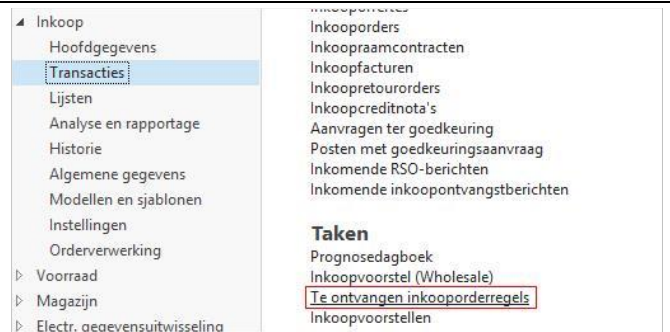 Inkoop
Hoofdgegevens
Transacties
Lijsten
Analyse en rapportage
Historie
Algemene gegevens
Modellen en sjablonen
Instellingen
Orderverwerking
Voorraad
Magazijn
Electr. gegevensuitwisseling
Inkooporders
Inkoopraamcontracten
Inkoopfacturen
Inkoopretourorders
Inkoopcreditnota's
Aanvragen ter goedkeuring
Posten met goedkeuringsaanvraag
Inkomende RSO-berichten
Inkomende inkoopontvangstberichten
Taken
Prognosedagboek
Inkoopvoorstel (Wholesale)
Te ontvangen inkooporderregels
Inkoopvoorstellen